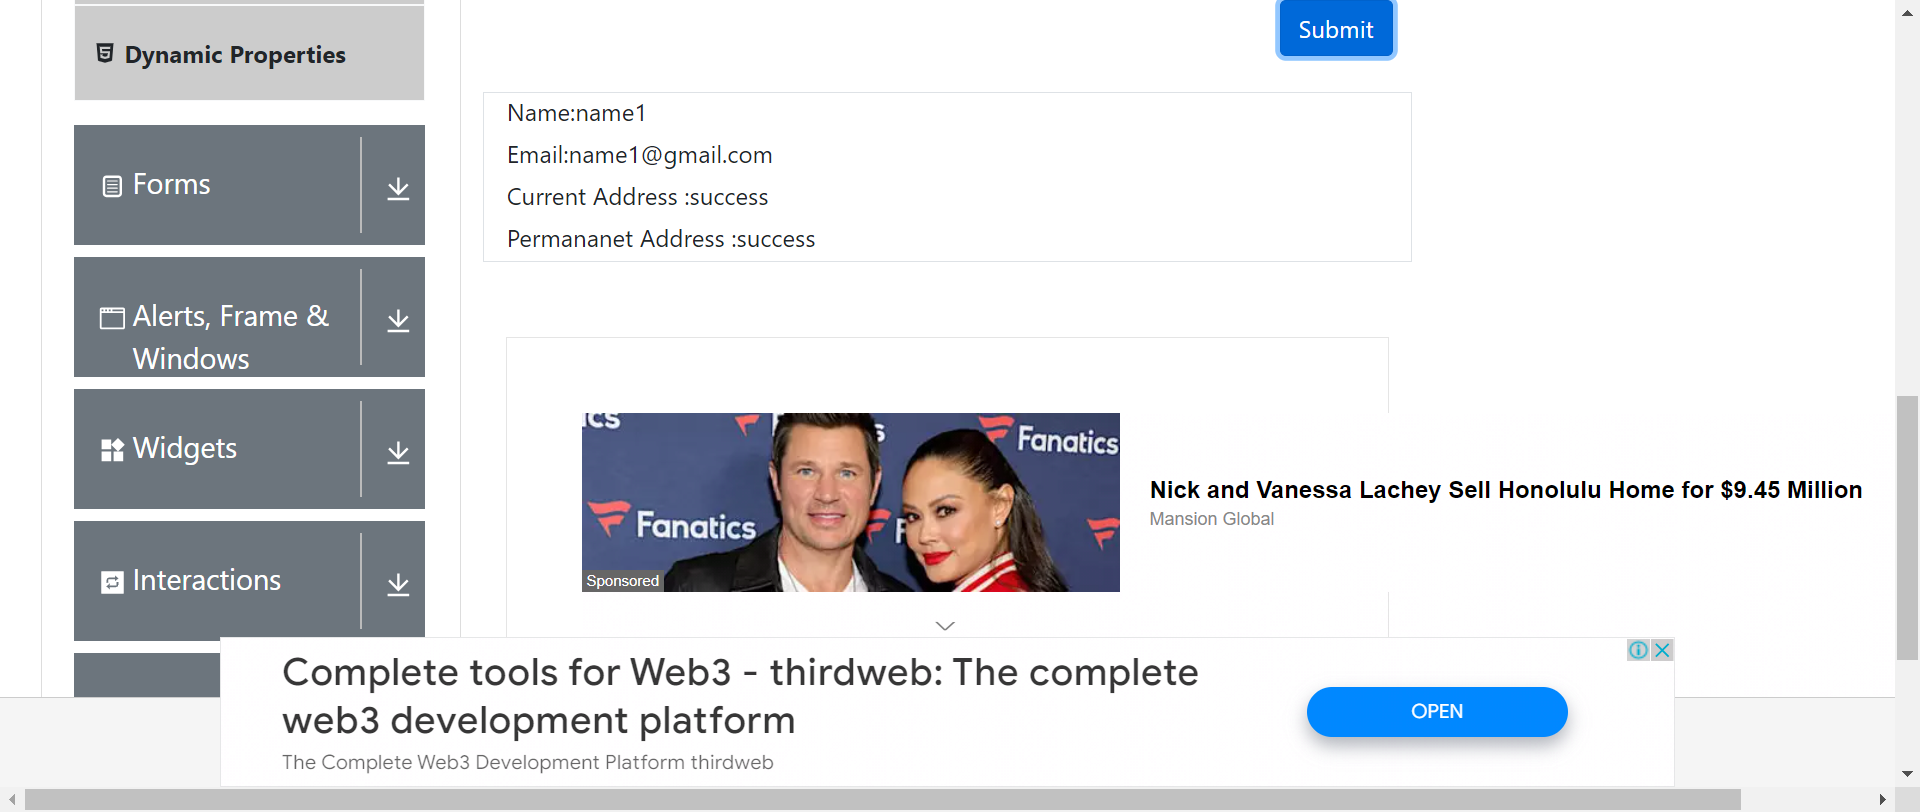 Submit
Dynamic Properties
Name:name1
Email:name1@gmail.com
Current Address :success
Permananet Address :success
Forms
Alerts, Frame &
Windows
Widgets
Interactions
Fanatics
Fanatics
Sponsored
Nick and Vanessa Lachey Sell Honolulu Home for $9.45 Million
Mansion Global
Complete tools for Web3 - thirdweb: The complete
web3 development platform
The Complete Web3 Development Platform thirdweb
OPEN